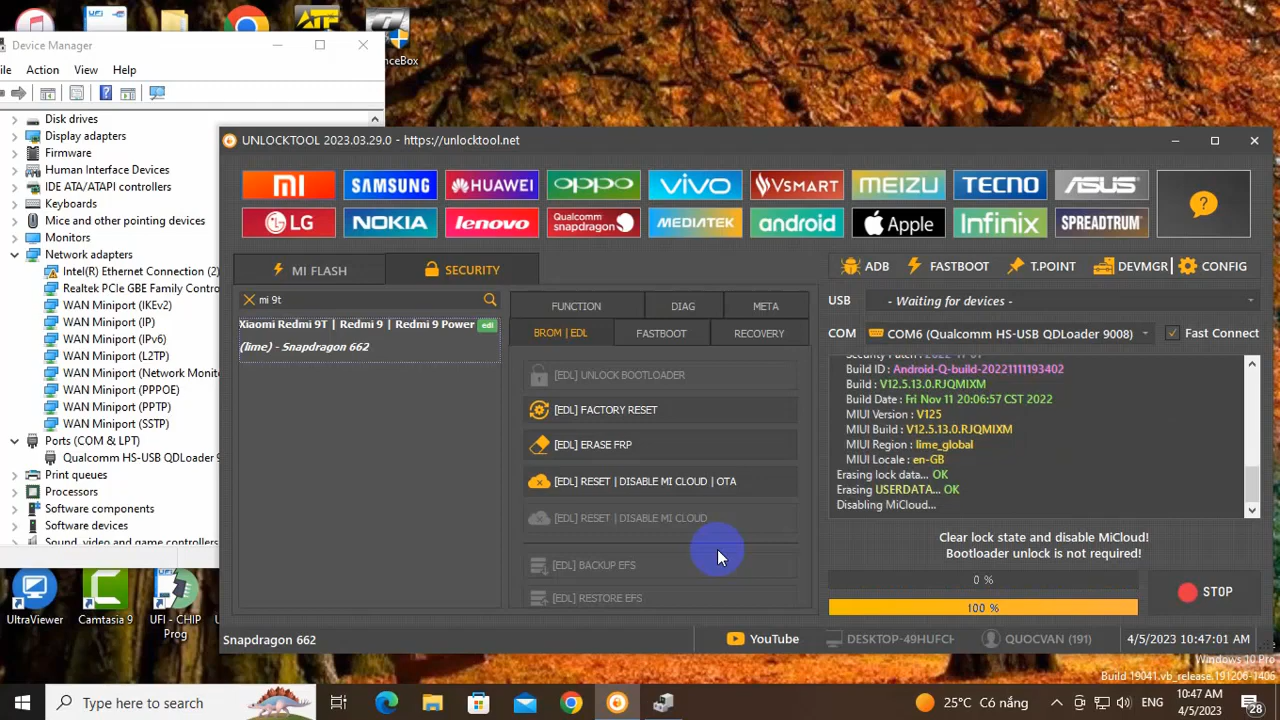 Device Manager
ile Action View Help
Disk drives
Display adapters
Firmware
Human Interface Devices
IDE ATA/ATAPI controllers
Keyboards
Mice and other pointing devices
Monitors
Network adapters
Intel(R) Ethernet Connection (2)
Realtek PCIe GBE Family Contro
WAN Miniport (IKEv2)
WAN Miniport (IP)
WAN Miniport (IPv6)
WAN Miniport (L2TP)
WAN Miniport (Network Monito
WAN Miniport (PPPOE)
WAN Miniport (PPTP)
WAN Miniport (SSTP)
Ports (COM & LPT)
Qualcomm HS-USB QDLoader 9
Print queues
Processors
Software components
Software devices
Sound, video and game controllers
ATF
nceBox
UNLOCKTOOL 2023.03.29.0 - https://unlocktool.net
MI SAMSUNG HUAWEI OPPO VIVO VSMART MEIZU TECNO ASUS
LG NOKIA lenovo Qualcomm snapdragon MEDIATEK android Apple Infinix SPREADTRUM
?
MI FLASH SECURITY
mi 9t
Xiaomi Redmi 9T | Redmi 9 | Redmi 9 Power edl
(lime) - Snapdragon 662
FUNCTION DIAG META
BROM | EDL FASTBOOT RECOVERY
[EDL] UNLOCK BOOTLOADER
[EDL] FACTORY RESET
[EDL] ERASE FRP
[EDL] RESET | DISABLE MI CLOUD | OTA
[EDL] RESET | DISABLE MI CLOUD
[EDL] BACKUP EFS
[EDL] RESTORE EFS
ADB FASTBOOT T.POINT DEVMGR CONFIG
USB - Waiting for devices -
COM COM6 (Qualcomm HS-USB QDLoader 9008) Fast Connect
Build ID : Android-Q-build-20221111193402
Build : V12.5.13.0.RJQMIXM
Build Date : Fri Nov 11 20:06:57 CST 2022
MIUI Version : V125
MIUI Build : V12.5.13.0.RJQMIXM
MIUI Region : lime_global
MIUI Locale : en-GB
Erasing lock data... OK
Erasing USERDATA... OK
Disabling MiCloud...
Clear lock state and disable MiCloud!
Bootloader unlock is not required!
0 %
100 %
STOP
Snapdragon 662
YouTube DESKTOP-49HUFCH QUOCVAN (191) 4/5/2023 10:47:01 AM
UltraViewer
Camtasia 9
UFI - CHIP
Prog
Windows 10 Pro
Build 19041.vb_release.191206-1406
Type here to search
25°C Có nắng
ENG
10:47 AM
4/5/2023
28